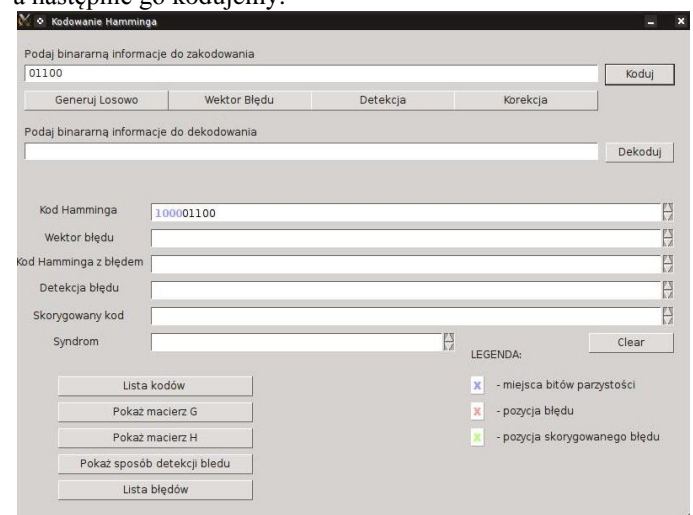 a następnie go kodujemy.
Kodowanie Hamminga
Podaj binararną informacje do zakodowania
01100
Koduj
Generuj Losowo
Wektor Błędu
Detekcja
Korekcja
Podaj binararną informacje do dekodowania
Dekoduj
Kod Hamminga
100001100
Wektor błędu
Kod Hamminga z błędem
Detekcja błędu
Skorygowany kod
Syndrom
Clear
LEGENDA:
Lista kodów
x - miejsca bitów parzystości
Pokaż macierz G
x - pozycja błędu
Pokaż macierz H
x - pozycja skorygowanego błędu
Pokaż sposób detekcji bledu
Lista błędów